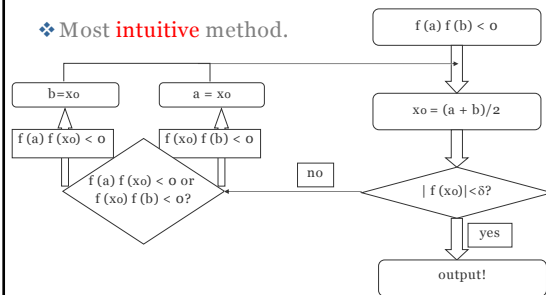 ❖ Most intuitive method.
f (a) f (b) < 0
b=x0
a = x0
x0 = (a + b)/2
f (a) f (x0) < 0
f (x0) f (b) < 0
f (a) f (x0) < 0 or
f (x0) f (b) < 0?
no
| f (x0)|<δ?
yes
output!